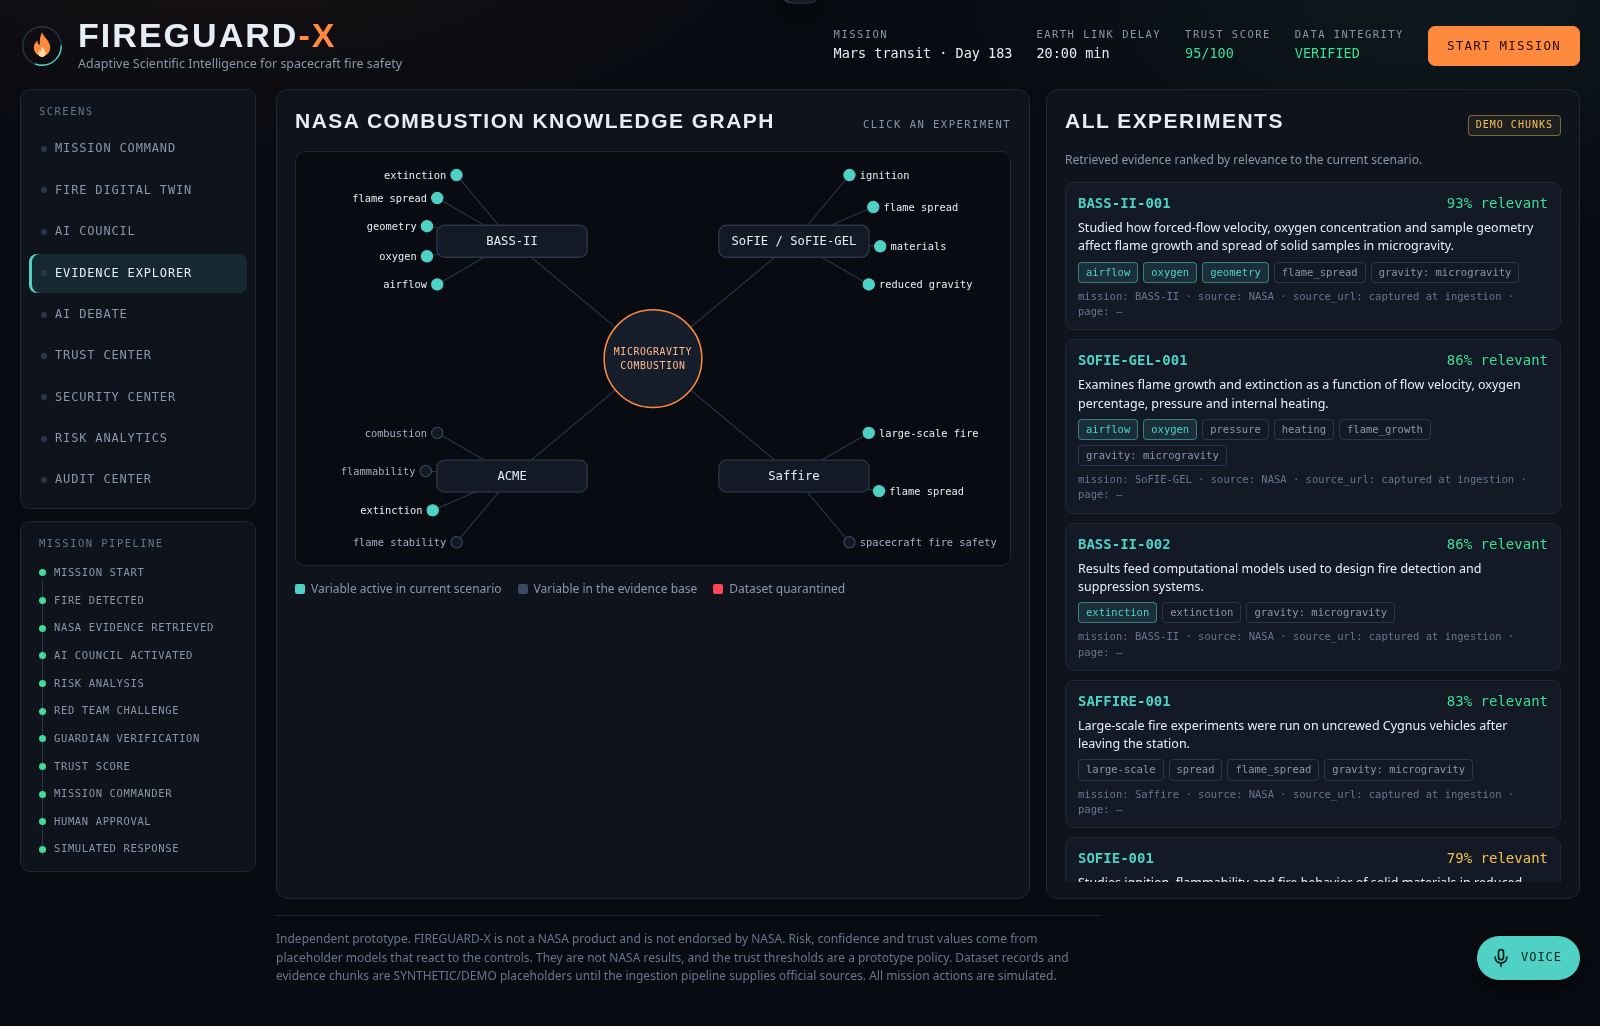 FIREGUARD-X
Adaptive Scientific Intelligence for spacecraft fire safety
MISSION
Mars transit · Day 183
EARTH LINK DELAY
20:00 min
TRUST SCORE
95/100
DATA INTEGRITY
VERIFIED
START MISSION
SCREENS
MISSION COMMAND
FIRE DIGITAL TWIN
AI COUNCIL
EVIDENCE EXPLORER
AI DEBATE
TRUST CENTER
SECURITY CENTER
RISK ANALYTICS
AUDIT CENTER
MISSION PIPELINE
MISSION START
FIRE DETECTED
NASA EVIDENCE RETRIEVED
AI COUNCIL ACTIVATED
RISK ANALYSIS
RED TEAM CHALLENGE
GUARDIAN VERIFICATION
TRUST SCORE
MISSION COMMANDER
HUMAN APPROVAL
SIMULATED RESPONSE
NASA COMBUSTION KNOWLEDGE GRAPH
CLICK AN EXPERIMENT
extinction
flame spread
geometry
oxygen
airflow
BASS-II
ignition
flame spread
materials
reduced gravity
SoFIE / SoFIE-GEL
MICROGRAVITY
COMBUSTION
combustion
flammability
extinction
flame stability
ACME
large-scale fire
flame spread
spacecraft fire safety
Saffire
Variable active in current scenario
Variable in the evidence base
Dataset quarantined
ALL EXPERIMENTS
DEMO CHUNKS
Retrieved evidence ranked by relevance to the current scenario.
BASS-II-001
93% relevant
Studied how forced-flow velocity, oxygen concentration and sample geometry
affect flame growth and spread of solid samples in microgravity.
airflow oxygen geometry flame_spread gravity: microgravity
mission: BASS-II · source: NASA · source_url: captured at ingestion ·
page: —
SOFIE-GEL-001
86% relevant
Examines flame growth and extinction as a function of flow velocity, oxygen
percentage, pressure and internal heating.
airflow oxygen pressure heating flame_growth
gravity: microgravity
mission: SoFIE-GEL · source: NASA · source_url: captured at ingestion ·
page: —
BASS-II-002
86% relevant
Results feed computational models used to design fire detection and
suppression systems.
extinction extinction gravity: microgravity
mission: BASS-II · source: NASA · source_url: captured at ingestion ·
page: —
SAFFIRE-001
83% relevant
Large-scale fire experiments were run on uncrewed Cygnus vehicles after
leaving the station.
large-scale spread flame_spread gravity: microgravity
mission: Saffire · source: NASA · source_url: captured at ingestion ·
page: —
SOFIE-001
79% relevant
Studies ignition, flammability and fire behavior of solid materials in reduced
Independent prototype. FIREGUARD-X is not a NASA product and is not endorsed by NASA. Risk, confidence and trust values come from
placeholder models that react to the controls. They are not NASA results, and the trust thresholds are a prototype policy. Dataset records and
evidence chunks are SYNTHETIC/DEMO placeholders until the ingestion pipeline supplies official sources. All mission actions are simulated.
VOICE